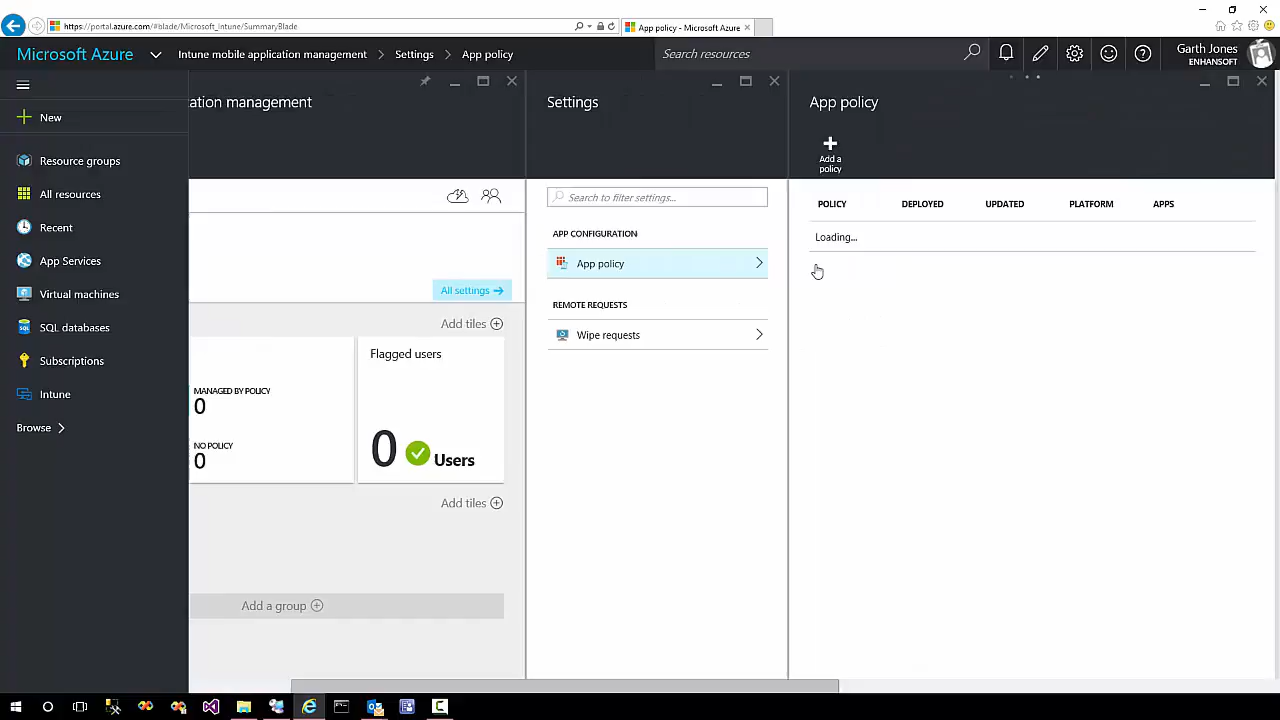 https://portal.azure.com/#blade/Microsoft_Intune/SummaryBlade
App policy - Microsoft Azure
Microsoft Azure
Intune mobile application management
Settings
App policy
Search resources
Garth Jones
ENHANSOFT
New
Resource groups
All resources
Recent
App Services
Virtual machines
SQL databases
Subscriptions
Intune
Browse
ation management
All settings
Add tiles
MANAGED BY POLICY
0
NO POLICY
0
Flagged users
0 Users
Add tiles
Add a group
Settings
Search to filter settings...
APP CONFIGURATION
App policy
REMOTE REQUESTS
Wipe requests
App policy
Add a
policy
POLICY DEPLOYED UPDATED PLATFORM APPS
Loading...